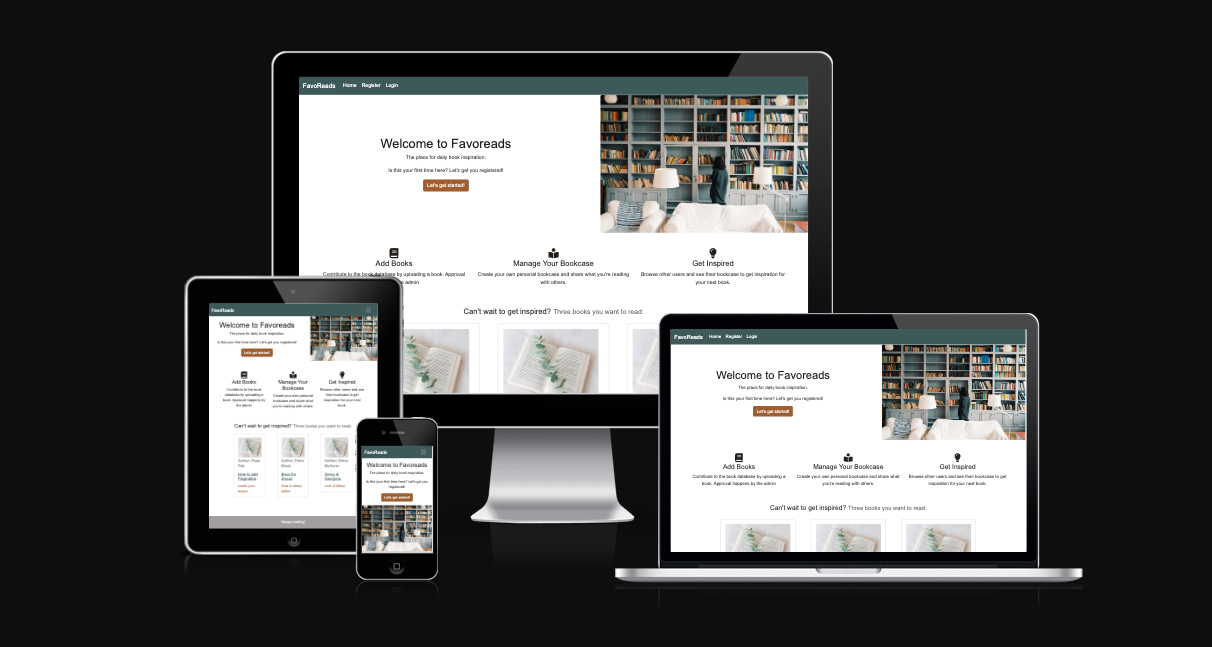 FavoReads Home Register Login
Welcome to Favoreads
The place for daily book inspiration.
Is this your first time here? Let's get you registered!
Let's get started!
Add Books
Contribute to the book database by uploading a book. Approval
admin
Manage Your Bookcase
Create your own personal bookcase and share what you're reading
with others.
Get Inspired
Browse other users and see their bookcase to get inspiration for
your next book.
Can't wait to get inspired? Three books you want to read:
FavoReads
Welcome to Favoreads
The place for daily book inspiration.
Is this your first time here? Let's get you registered!
Let's get started!
Add Books
Contribute to the book
database by uploading a
book. Approval happens by
the admin
Manage Your
Bookcase
Create your own personal
bookcase and share what
you're reading with others.
Get Inspired
Browse other users and see
their bookcase to get
inspiration for your next
book.
Can't wait to get inspired? Three books you want to read:
Happy reading!
FavoReads
Welcome to Favoreads
The place for daily book inspiration.
Is this your first time here? Let's get you
registered!
Let's get started!
FavoReads Home Register Login
Welcome to Favoreads
The place for daily book inspiration.
Is this your first time here? Let's get you registered!
Let's get started!
Add Books
Contribute to the book database by uploading a
book. Approval happens by the admin
Manage Your Bookcase
Create your own personal bookcase and share what
you're reading with others.
Get Inspired
Browse other users and see their bookcase to get
inspiration for your next book.
Can't wait to get inspired? Three books you want to read: